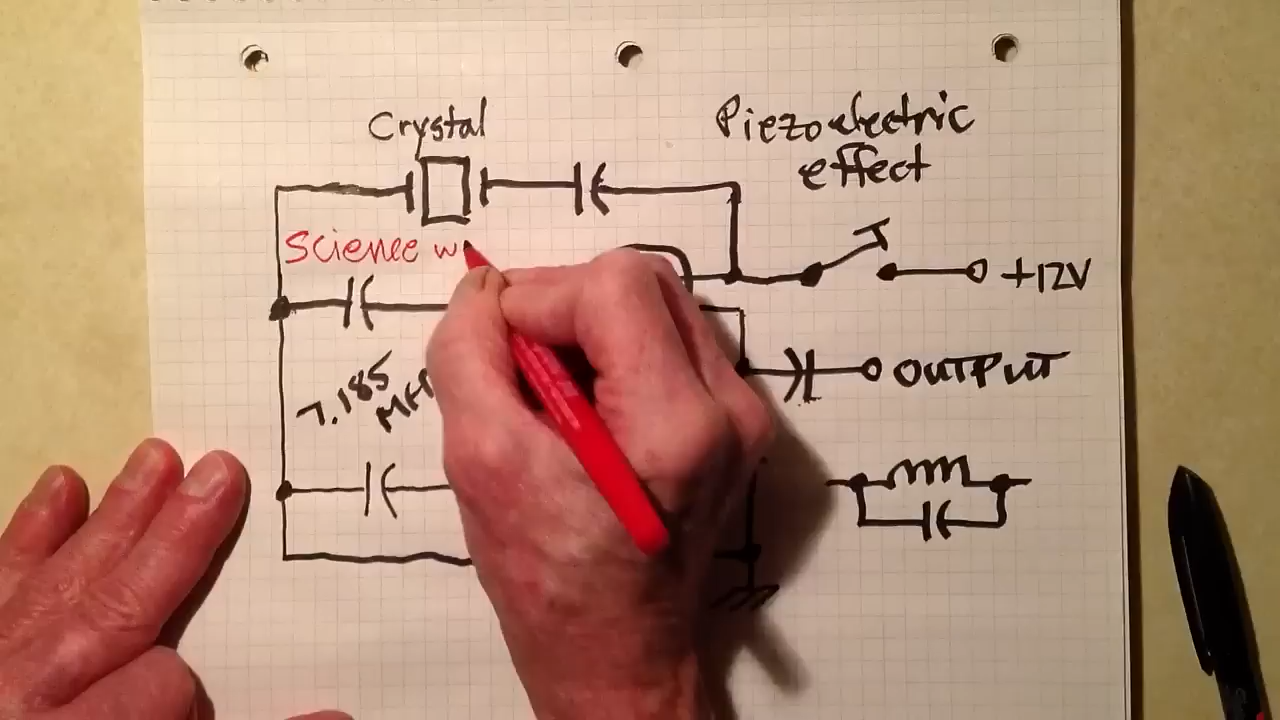 Crystal
Piezoelectric
effect
Science w
+12V
7.185
OUTPUT